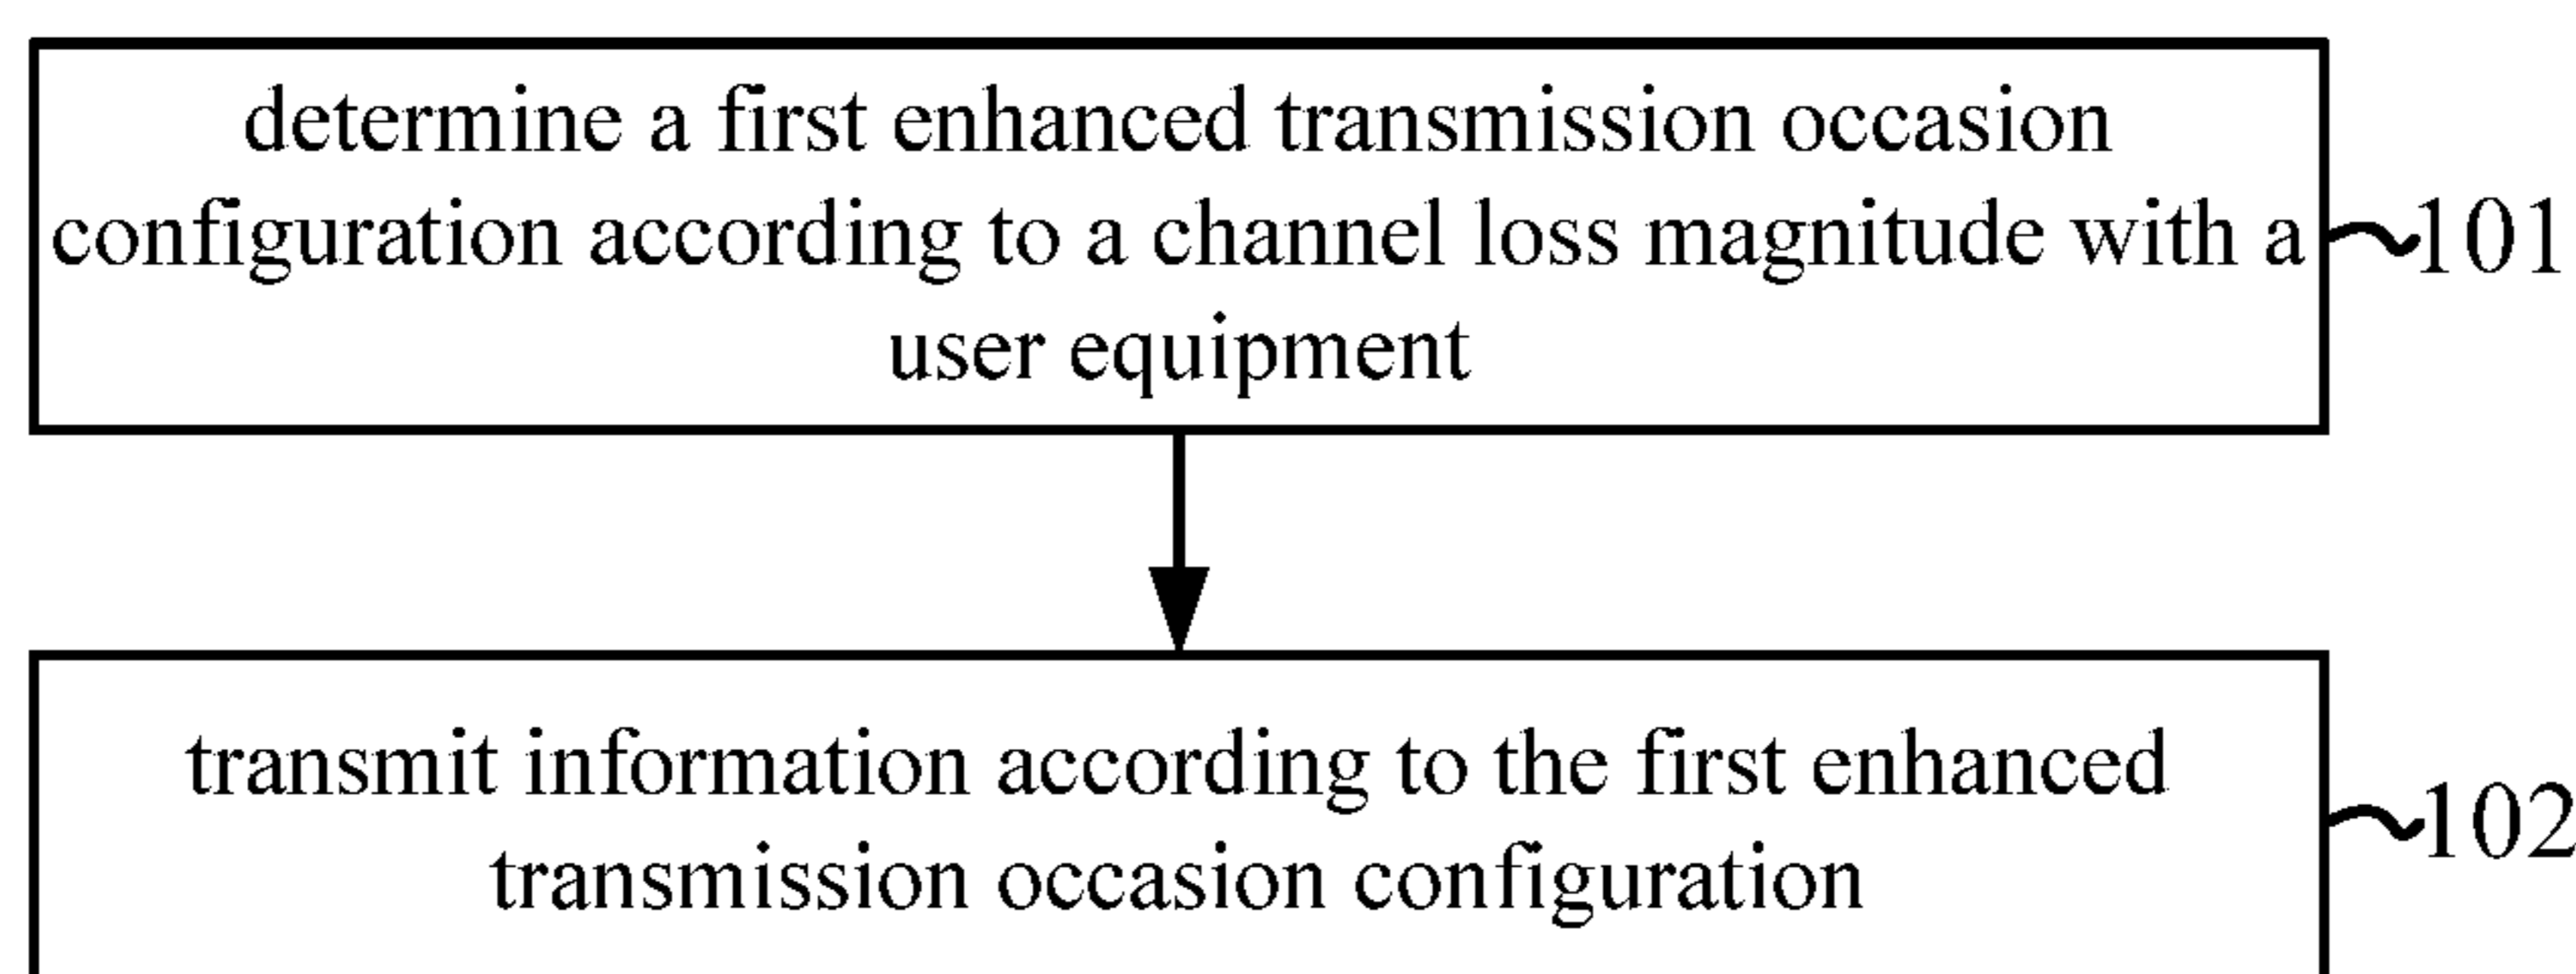 determine a first enhanced transmission occasion
configuration according to a channel loss magnitude with a
user equipment
101
transmit information according to the first enhanced
transmission occasion configuration
102